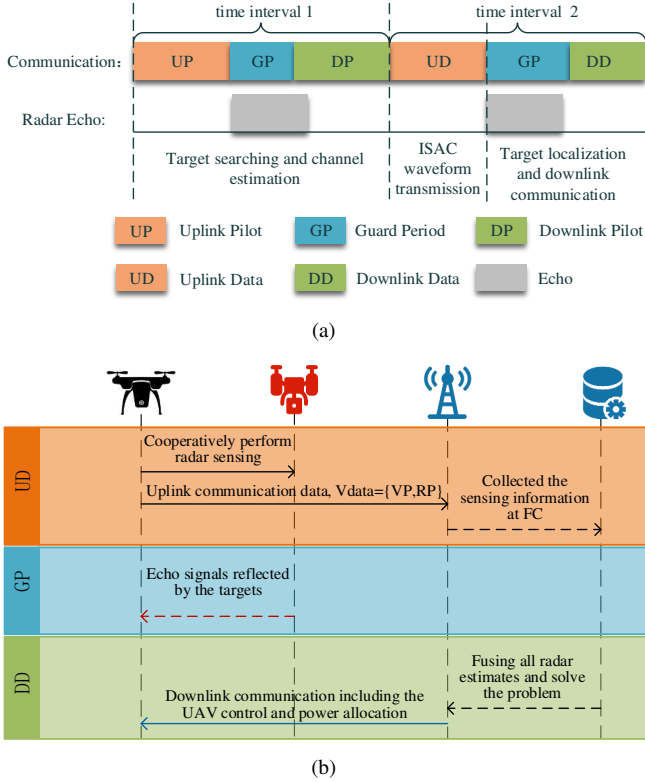 time interval 1
time interval 2
Communication:
UP
GP
DP
UD
GP
DD
Radar Echo:
Target searching and channel
estimation
ISAC
waveform
transmission
Target localization
and downlink
communication
UP
Uplink Pilot
GP
Guard Period
DP
Downlink Pilot
UD
Uplink Data
DD
Downlink Data
Echo
(a)
UD
Cooperatively perform
radar sensing
Uplink communication data, Vdata={VP,RP}
Collected the
sensing information
at FC
GP
Echo signals reflected
by the targets
DD
Fusing all radar
estimates and solve
the problem
Downlink communication including the
UAV control and power allocation
(b)